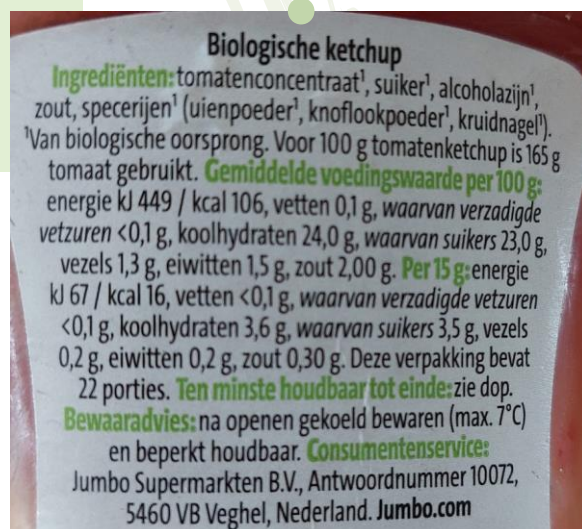 Biologische ketchup
Ingrediënten: tomatenconcentraat¹, suiker¹, alcoholazijn¹,
zout, specerijen¹ (uienpoeder¹, knoflookpoeder¹, kruidnagel¹).
¹Van biologische oorsprong. Voor 100 g tomatenketchup is 165 g
tomaat gebruikt. Gemiddelde voedingswaarde per 100 g:
energie kJ 449 / kcal 106, vetten 0,1 g, waarvan verzadigde
vetzuren <0,1 g, koolhydraten 24,0 g, waarvan suikers 23,0 g,
vezels 1,3 g, eiwitten 1,5 g, zout 2,00 g. Per 15 g: energie
kJ 67 / kcal 16, vetten <0,1 g, waarvan verzadigde vetzuren
<0,1 g, koolhydraten 3,6 g, waarvan suikers 3,5 g, vezels
0,2 g, eiwitten 0,2 g, zout 0,30 g. Deze verpakking bevat
22 porties. Ten minste houdbaar tot einde: zie dop.
Bewaaradvies: na openen gekoeld bewaren (max. 7°C)
en beperkt houdbaar. Consumentenservice:
Jumbo Supermarkten B.V., Antwoordnummer 10072,
5460 VB Veghel, Nederland. Jumbo.com